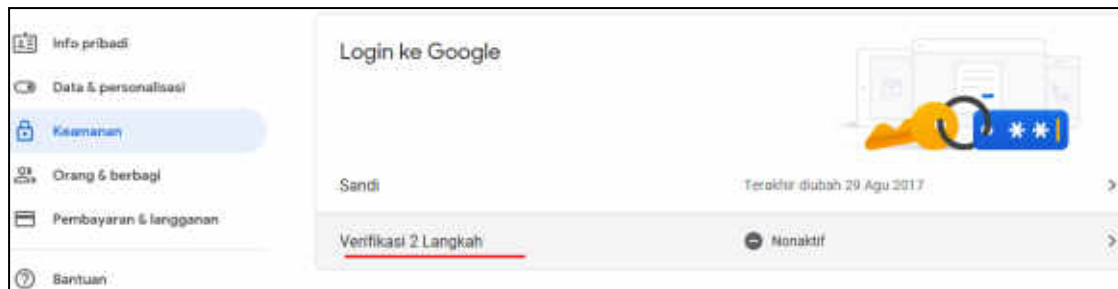 Info pribadi
Data & personalisasi
Keamanan
Orang & berbagi
Pembayaran & langganan
Bantuan
Login ke Google
Sandi Terakhir diubah 29 Agu 2017
Verifikasi 2 Langkah Nonaktif